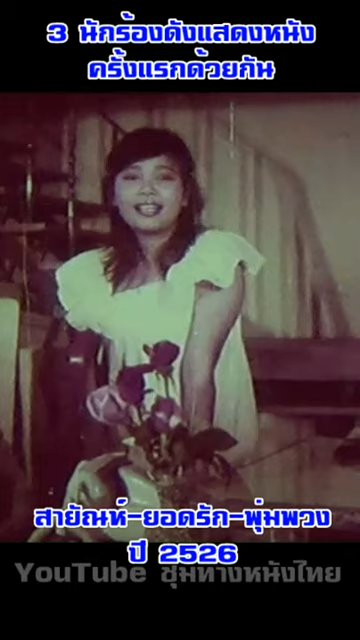 3 นักร้องดังแสดงหนัง
ครั้งแรกด้วยกัน
สายัณห์-ยอดรัก-พุ่มพวง
ปี 2526
YouTube ชุมทางหนังไทย